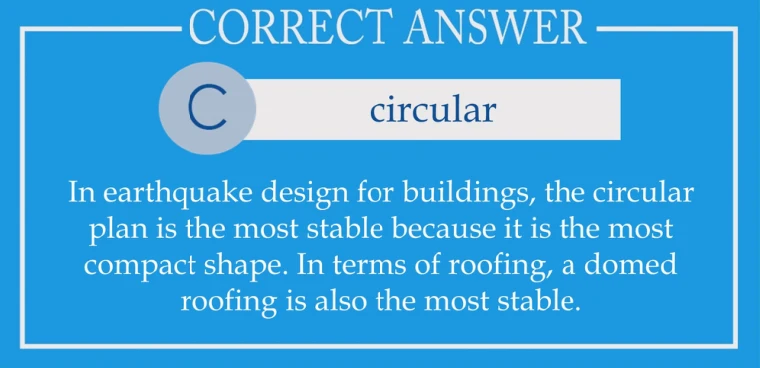 CORRECT ANSWER
C
circular
In earthquake design for buildings, the circular
plan is the most stable because it is the most
compact shape. In terms of roofing, a domed
roofing is also the most stable.